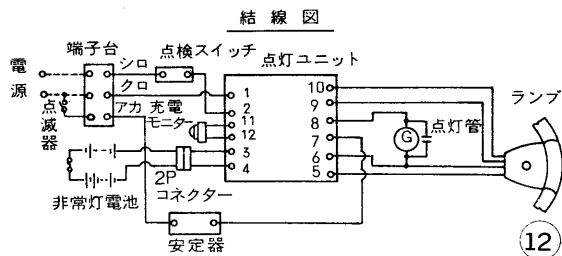 結線図
電源
端子台
シロ
クロ
アカ
点滅器
点検スイッチ
充電モニター
点灯ユニット
1
2
11
12
3
4
10
9
8
7
6
5
G
点灯管
ランプ
非常灯電池
2P
コネクター
安定器
12